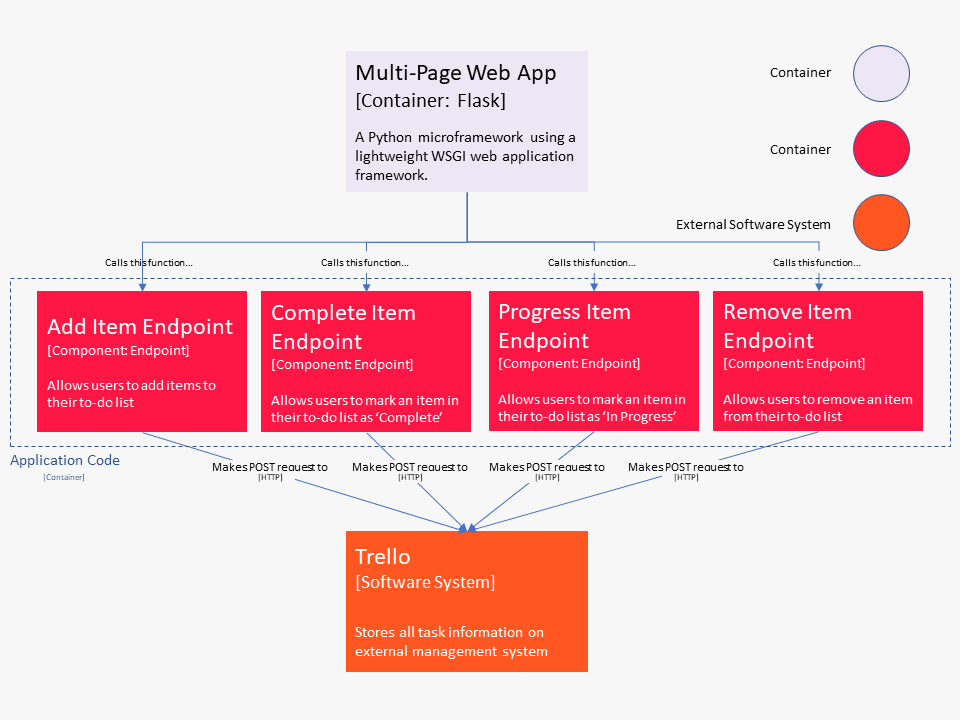 Multi-Page Web App
[Container: Flask]
A Python microframework using a
lightweight WSGI web application
framework.
Container
Container
External Software System
Calls this function...
Calls this function...
Calls this function...
Calls this function...
Add Item Endpoint
[Component: Endpoint]
Allows users to add items to
their to-do list
Complete Item
Endpoint
[Component: Endpoint]
Allows users to mark an item in
their to-do list as ‘Complete’
Progress Item
Endpoint
[Component: Endpoint]
Allows users to mark an item in
their to-do list as ‘In Progress’
Remove Item
Endpoint
[Component: Endpoint]
Allows users to remove an item
from their to-do list
Application Code
[Container]
Makes POST request to
[HTTP]
Makes POST request to
[HTTP]
Makes POST request to
[HTTP]
Makes POST request to
[HTTP]
Trello
[Software System]
Stores all task information on
external management system